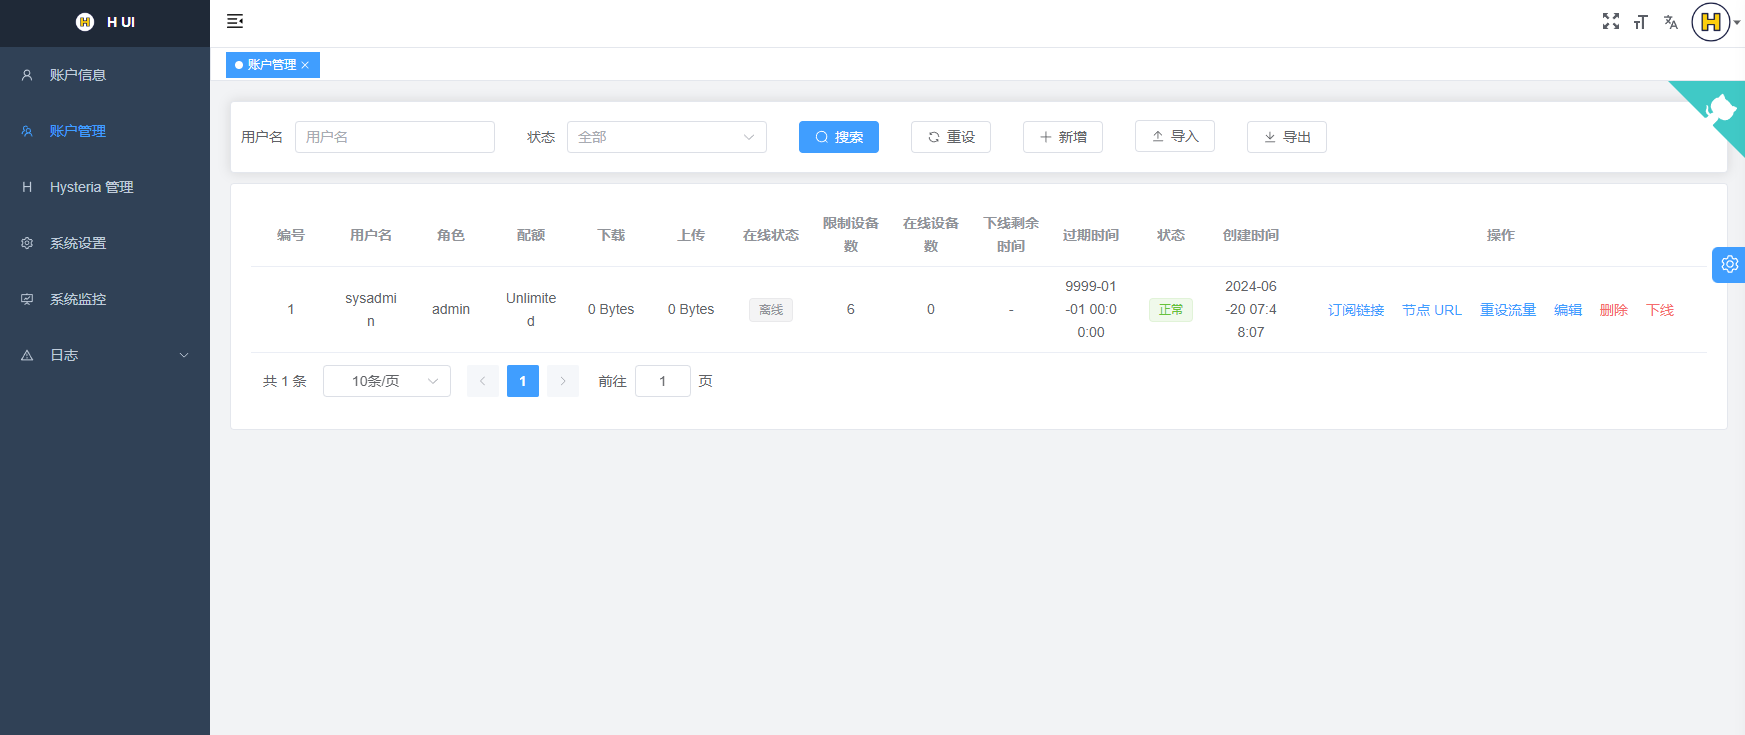 H UI
账户信息
账户管理
Hysteria 管理
系统设置
系统监控
日志
账户管理
用户名 用户名 状态 全部 搜索 重设 新增 导入 导出
编号 用户名 角色 配额 下载 上传 在线状态 限制设备数 在线设备数 下线剩余时间 过期时间 状态 创建时间 操作
1 sysadmin admin Unlimited 0 Bytes 0 Bytes 离线 6 0 - 9999-01-01 00:00:00 正常 2024-06-20 07:48:07 订阅链接 节点 URL 重设流量 编辑 删除 下线
共 1 条 10条/页 1 前往 1 页